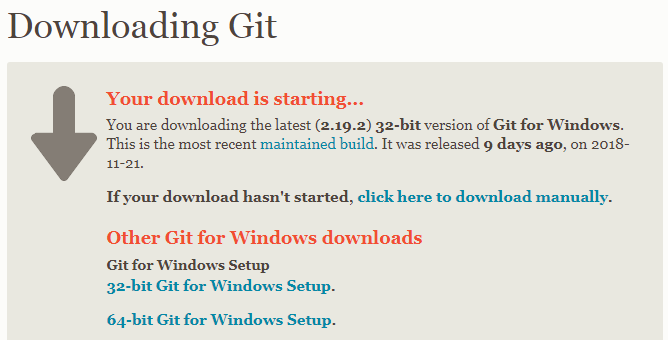 Downloading Git
Your download is starting...
You are downloading the latest (2.19.2) 32-bit version of Git for Windows.
This is the most recent maintained build. It was released 9 days ago, on 2018-
11-21.
If your download hasn't started, click here to download manually.
Other Git for Windows downloads
Git for Windows Setup
32-bit Git for Windows Setup.
64-bit Git for Windows Setup.